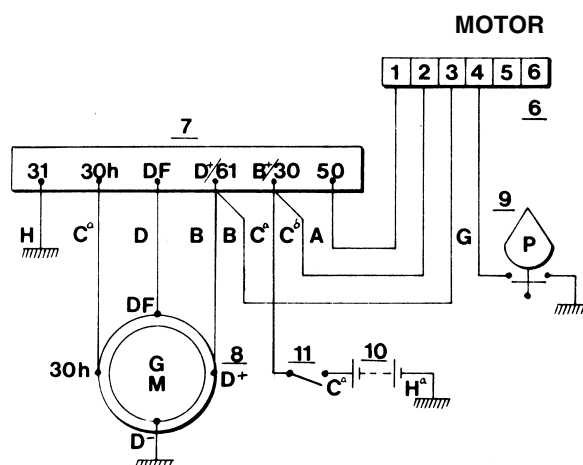 MOTOR
1 2 3 4 5 6
6
7
31 30h DF D+/61 B+/30 50
9
P
H Cᵃ D B B Cᵃ Cᵇ A G
DF
G
M
30h
8
D+
D-
11
Cᵃ
10
Hᵃ